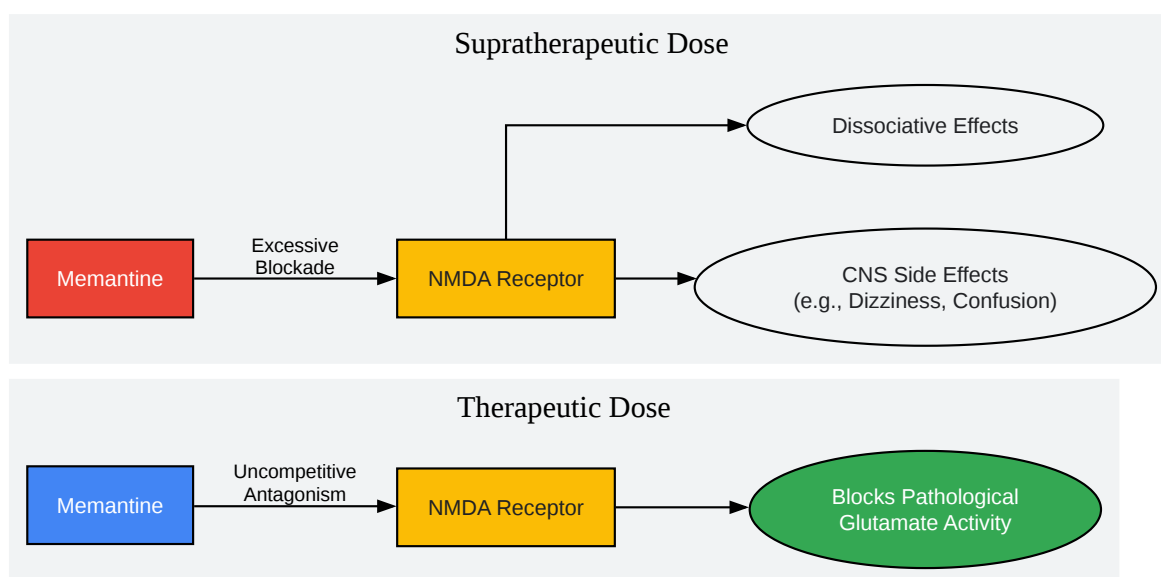 Supratherapeutic Dose
Dissociative Effects
Memantine
Excessive
Blockade
NMDA Receptor
CNS Side Effects
(e.g., Dizziness, Confusion)
Therapeutic Dose
Memantine
Uncompetitive
Antagonism
NMDA Receptor
Blocks Pathological
Glutamate Activity